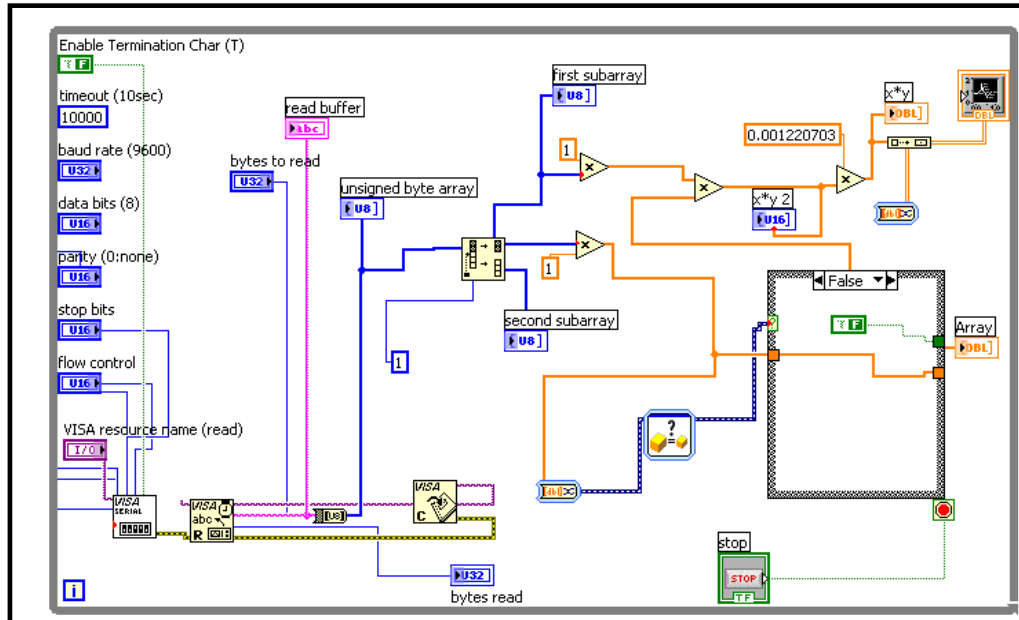 Enable Termination Char (T)
F
timeout (10sec)
10000
baud rate (9600)
U32
data bits (8)
U16
parity (0:none)
U16
stop bits
U16
flow control
U16
VISA resource name (read)
I/O
VISA
SERIAL
VISA
abc
R
read buffer
abc
bytes to read
U32
unsigned byte array
U8]
[U8]
VISA
C
U32
bytes read
1
first subarray
U8]
second subarray
U8]
1
1
x*y 2
U16]
0.001220703
x*y
DBL]
DBL
[dbl]
False
F
Array
DBL]
?
=
[dbl]
stop
STOP
TF
i